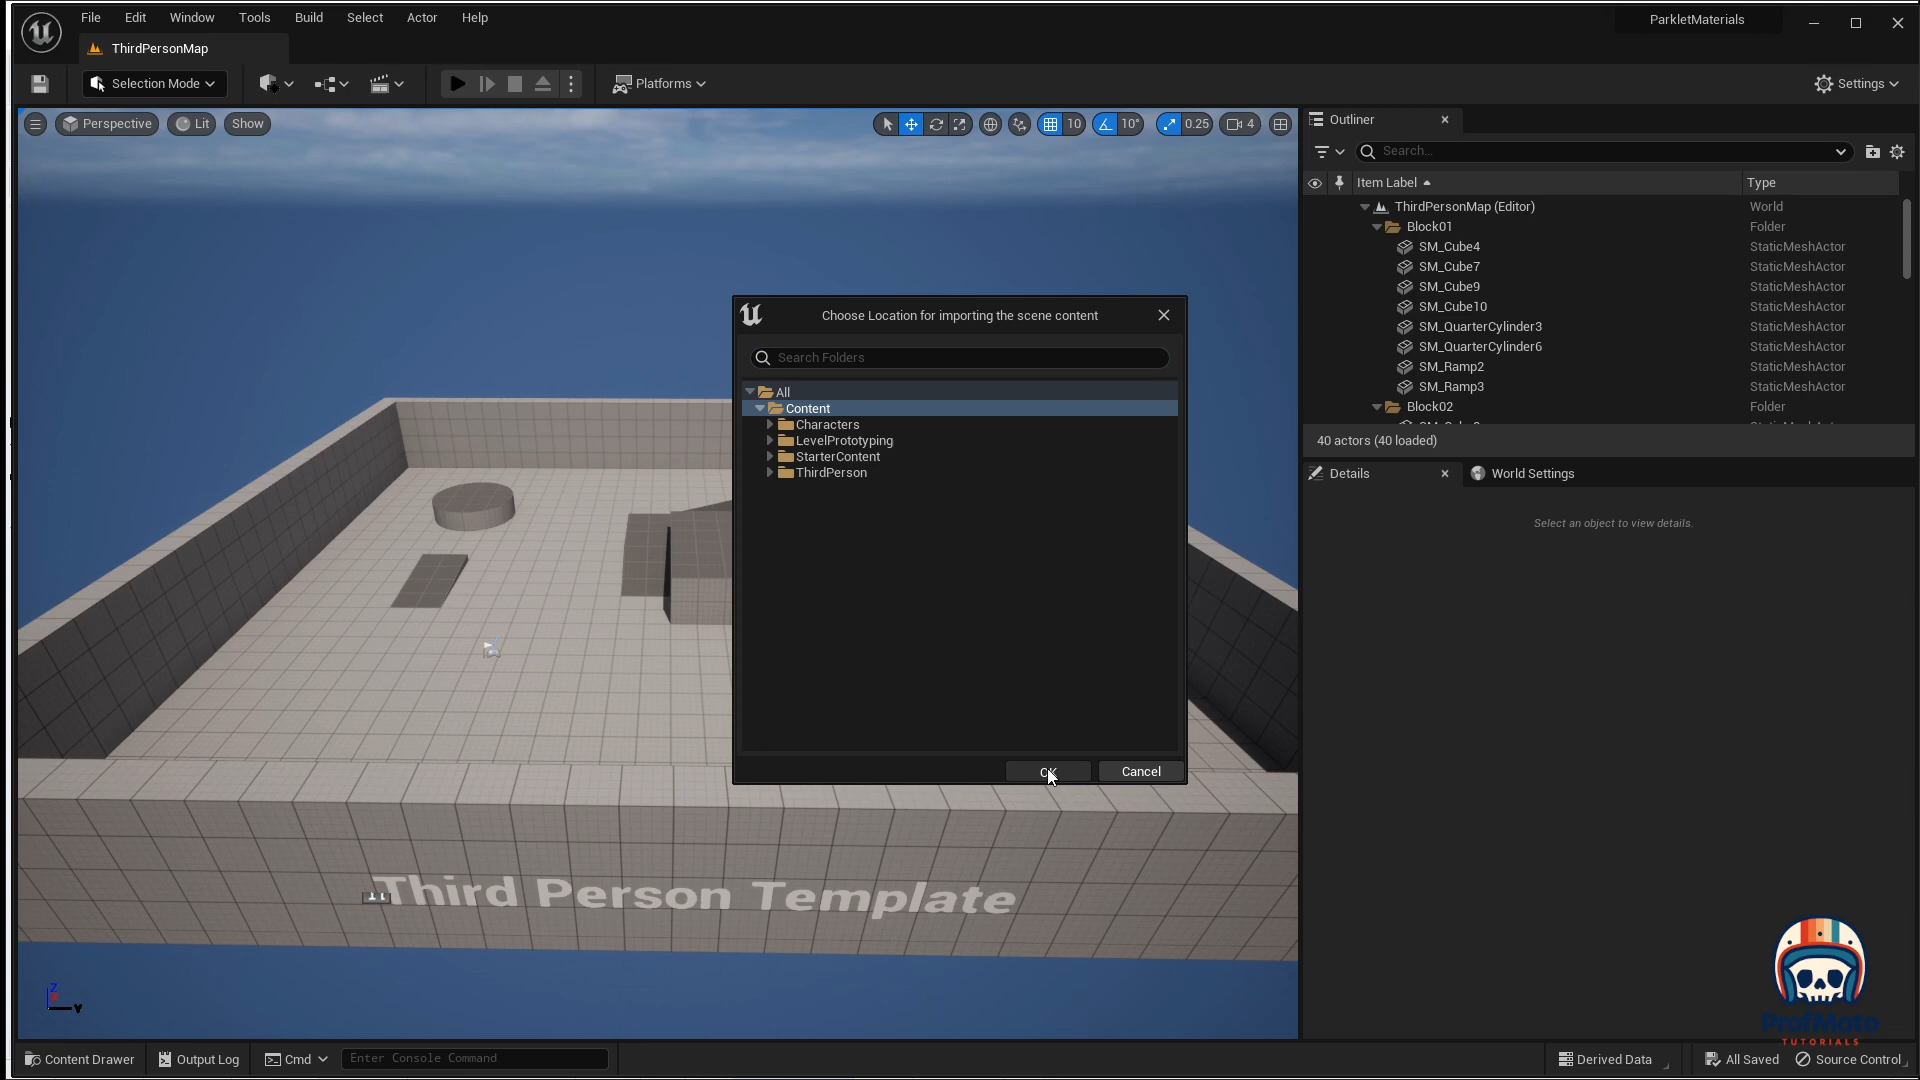 File Edit Window Tools Build Select Actor Help
ParkletMaterials
ThirdPersonMap
Selection Mode
Platforms
Settings
Perspective Lit Show
10 10° 0.25 4
Outliner
Search...
Item Label Type
ThirdPersonMap (Editor) World
Block01 Folder
SM_Cube4 StaticMeshActor
SM_Cube7 StaticMeshActor
SM_Cube9 StaticMeshActor
SM_Cube10 StaticMeshActor
SM_QuarterCylinder3 StaticMeshActor
SM_QuarterCylinder6 StaticMeshActor
SM_Ramp2 StaticMeshActor
SM_Ramp3 StaticMeshActor
Block02 Folder
40 actors (40 loaded)
Details World Settings
Select an object to view details.
Choose Location for importing the scene content
Search Folders
All
Content
Characters
LevelPrototyping
StarterContent
ThirdPerson
OK Cancel
Third Person Template
Z
X
Y
ProfMoto
TUTORIALS
Content Drawer Output Log Cmd Enter Console Command Derived Data All Saved Source Control